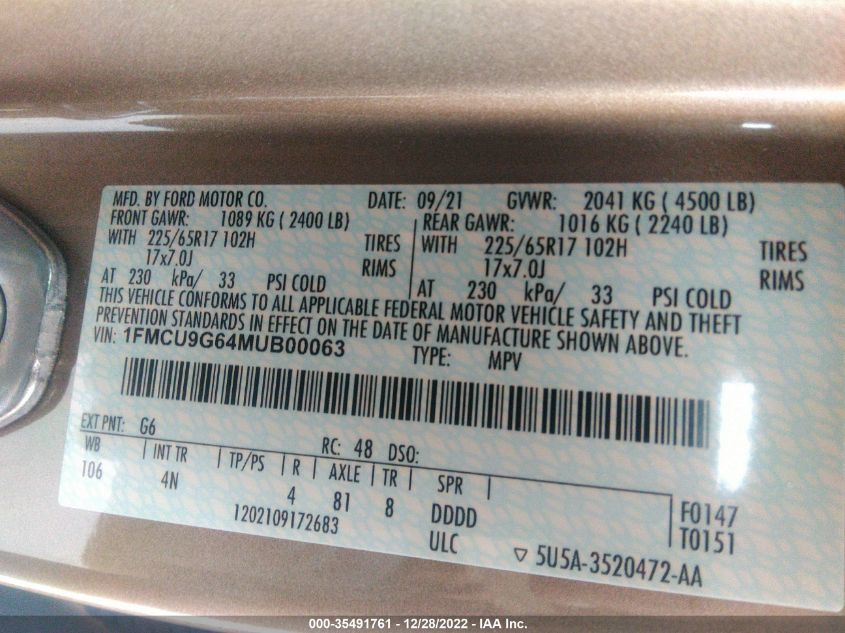 MFD. BY FORD MOTOR CO. DATE: 09/21 GVWR: 2041 KG ( 4500 LB)
FRONT GAWR: 1089 KG ( 2400 LB) REAR GAWR: 1016 KG ( 2240 LB)
WITH 225/65R17 102H TIRES WITH 225/65R17 102H TIRES
17x7.0J RIMS 17x7.0J RIMS
AT 230 kPa/ 33 PSI COLD AT 230 kPa/ 33 PSI COLD
THIS VEHICLE CONFORMS TO ALL APPLICABLE FEDERAL MOTOR VEHICLE SAFETY AND THEFT
PREVENTION STANDARDS IN EFFECT ON THE DATE OF MANUFACTURE SHOWN ABOVE.
VIN: 1FMCU9G64MUB00063 TYPE: MPV
EXT PNT: G6 RC: 48 DSO:
WB INT TR TP/PS R AXLE TR SPR
106 4N 4 81 8 DDDD F0147
1202109172683 ULC T0151
5U5A-3520472-AA
000-35491761 - 12/28/2022 - IAA Inc.